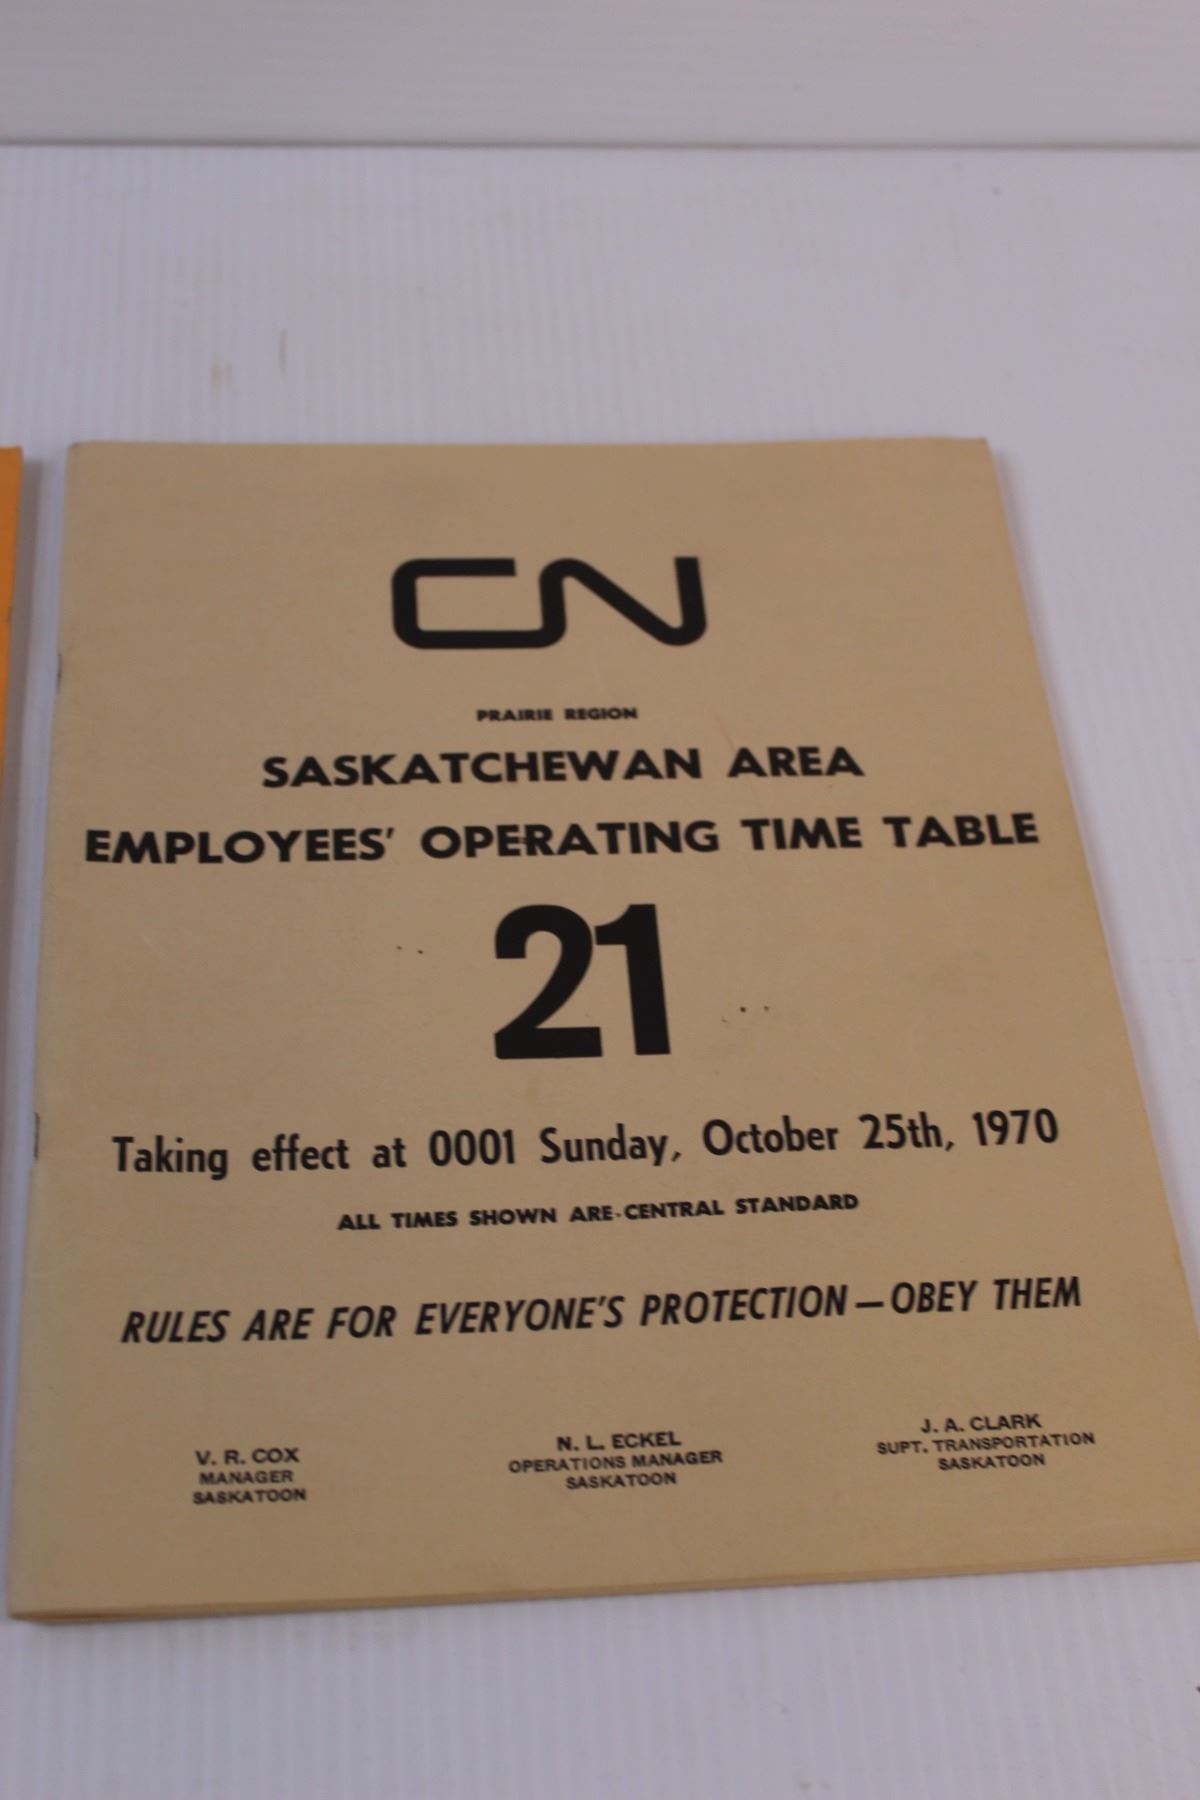 CN
PRAIRIE REGION
SASKATCHEWAN AREA
EMPLOYEES' OPERATING TIME TABLE
21
Taking effect at 0001 Sunday, October 25th, 1970
ALL TIMES SHOWN ARE-CENTRAL STANDARD
RULES ARE FOR EVERYONE'S PROTECTION — OBEY THEM
V. R. COX
MANAGER
SASKATOON
N. L. ECKEL
OPERATIONS MANAGER
SASKATOON
J. A. CLARK
SUPT. TRANSPORTATION
SASKATOON